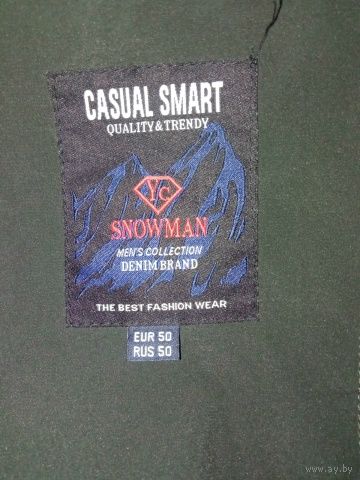 CASUAL SMART
QUALITY & TRENDY
YC
SNOWMAN
MEN'S COLLECTION
DENIM BRAND
THE BEST FASHION WEAR
EUR 50
RUS 50
www.ay.by